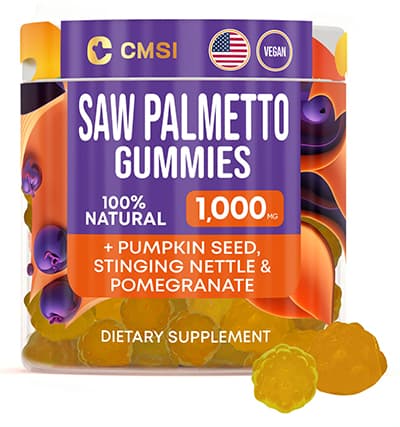 CMSI
VEGAN
SAW PALMETTO
GUMMIES
100%
NATURAL
1,000 MG
+ PUMPKIN SEED,
STINGING NETTLE &
POMEGRANATE
DIETARY SUPPLEMENT